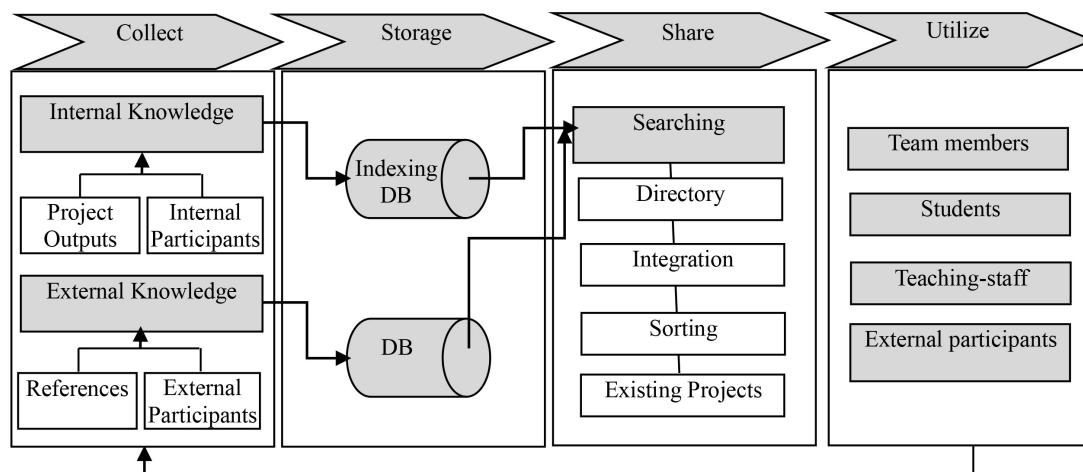 Collect
Storage
Share
Utilize
Internal Knowledge
Project
Outputs
Internal
Participants
External Knowledge
References
External
Participants
Indexing
DB
DB
Searching
Directory
Integration
Sorting
Existing Projects
Team members
Students
Teaching-staff
External participants